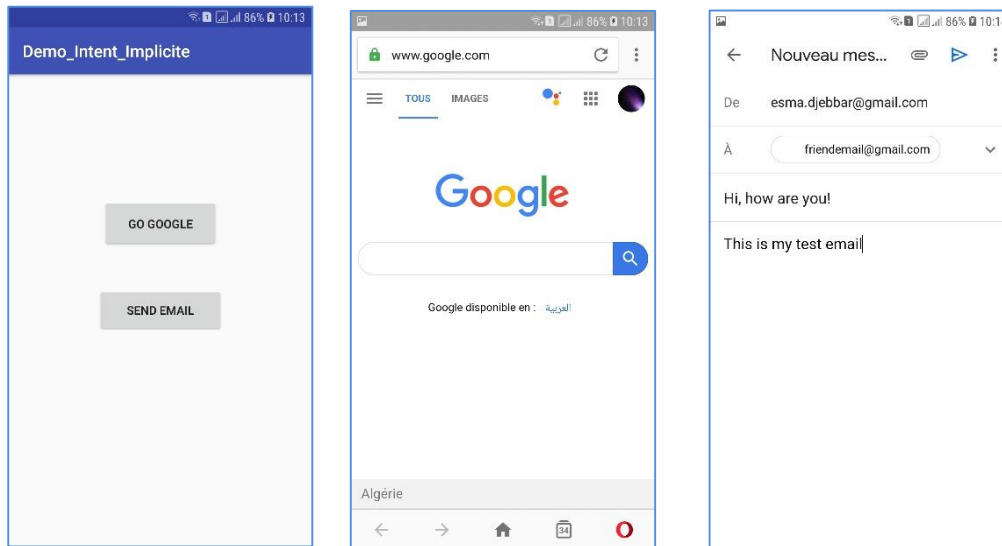 86% 10:13
Demo_Intent_Implicite
GO GOOGLE
SEND EMAIL
86% 10:13
www.google.com
TOUS IMAGES
Google
Google disponible en : العربية
Algérie
34
86% 10:14
Nouveau mes...
De esma.djebbar@gmail.com
À friendemail@gmail.com
Hi, how are you!
This is my test email